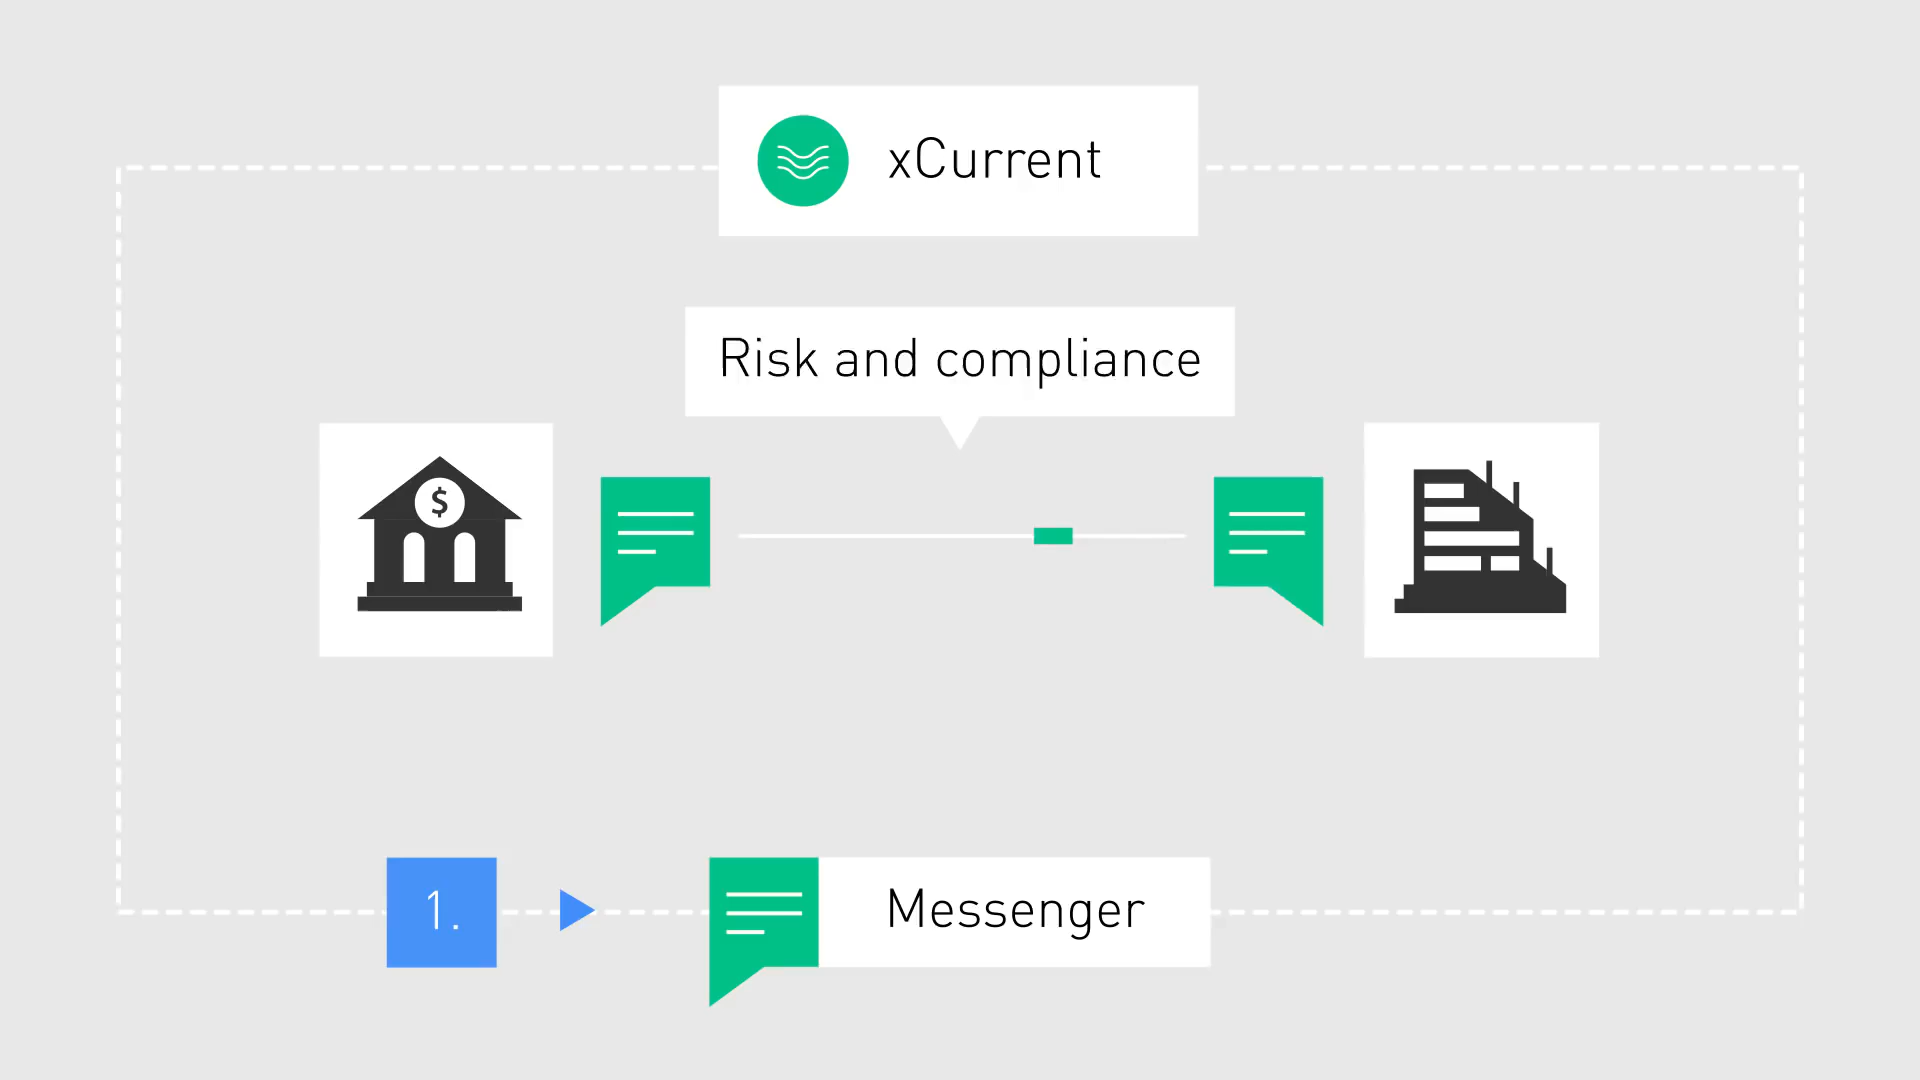 xCurrent
Risk and compliance
$
1.
Messenger